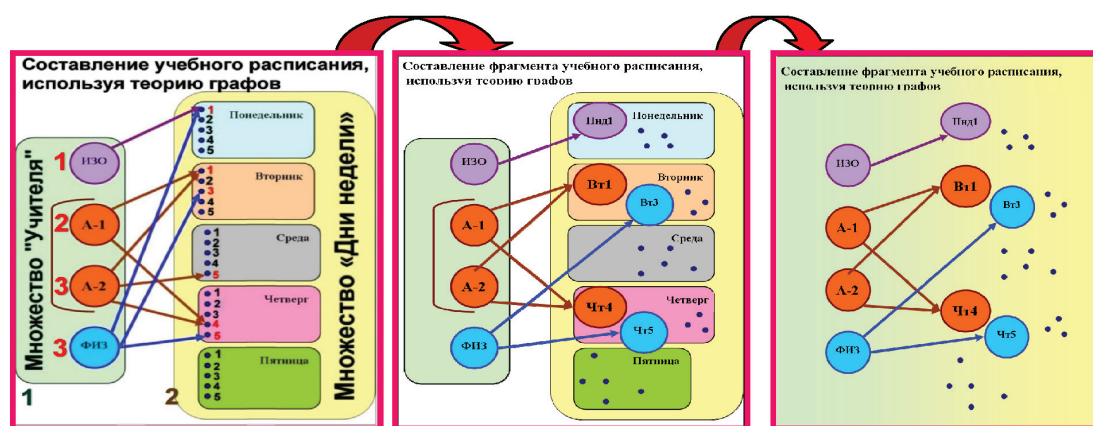 Составление учебного расписания,
используя теорию графов
Множество "Учителя"
1
ИЗО
2
А-1
3
А-2
3
ФИЗ
1
1
2
3
4
5
Понедельник
1
2
3
4
5
Вторник
1
2
3
4
5
Среда
1
2
3
4
5
Четверг
1
2
3
4
5
Пятница
2
Множество «Дни недели»
Составление фрагмента учебного расписания,
используя теорию графов
ИЗО
А-1
А-2
ФИЗ
Пнд1
Понедельник
Вторник
Вт1
Вт3
Среда
Четверг
Чт4
Чт5
Пятница
Составление фрагмента учебного расписания,
используя теорию графов
Пнд1
ИЗО
Вт1
Вт3
А-1
А-2
Чт4
Чт5
ФИЗ